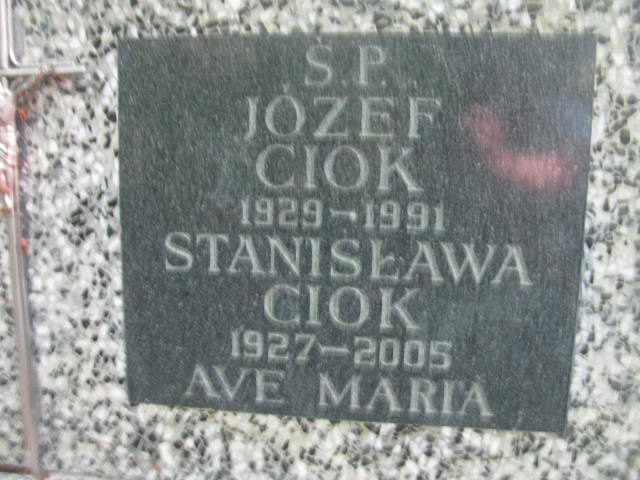 Ś.P.
JÓZEF
CIOK
1929-1991
STANISŁAWA
CIOK
1927-2005
AVE MARIA